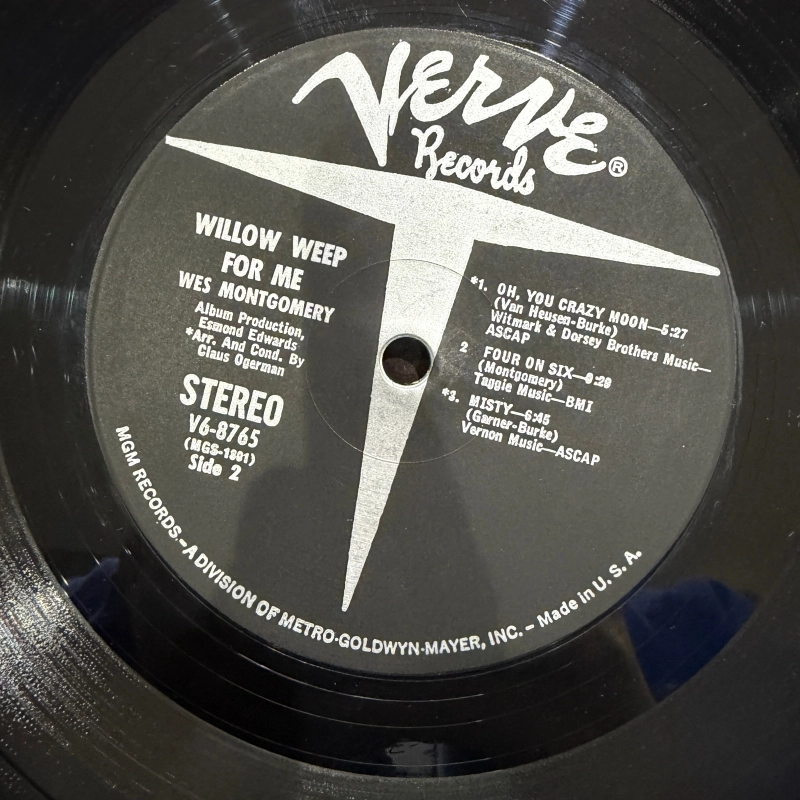 Verve
Records®
WILLOW WEEP
FOR ME
WES MONTGOMERY
Album Production,
Esmond Edwards
*Arr. And Cond. By
Claus Ogerman
STEREO
V6-8765
(MGS-1801)
Side 2
*1. OH, YOU CRAZY MOON—5:27
(Van Heusen-Burke)
Witmark & Dorsey Brothers Music—
ASCAP
2 FOUR ON SIX—
(Montgomery)
Taggie Music—BMI
*3. MISTY—6:45
(Garner-Burke)
Vernon Music—ASCAP
MGM RECORDS.–A DIVISION OF METRO-GOLDWYN-MAYER, INC. – Made in U. S. A.